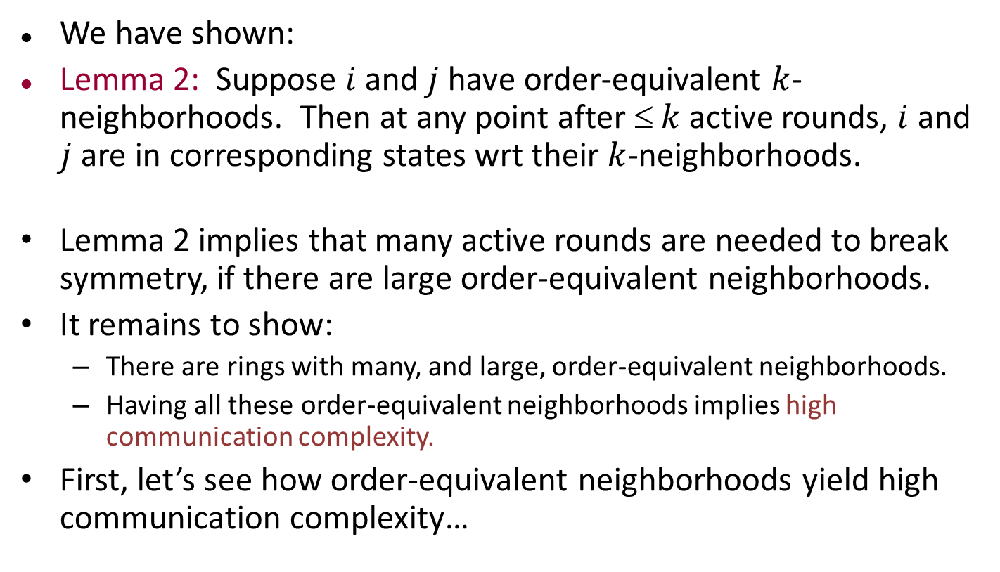 • We have shown:
• Lemma 2: Suppose i and j have order-equivalent k-
neighborhoods. Then at any point after ≤ k active rounds, i and
j are in corresponding states wrt their k-neighborhoods.
• Lemma 2 implies that many active rounds are needed to break
symmetry, if there are large order-equivalent neighborhoods.
• It remains to show:
– There are rings with many, and large, order-equivalent neighborhoods.
– Having all these order-equivalent neighborhoods implies high
communication complexity.
• First, let’s see how order-equivalent neighborhoods yield high
communication complexity…